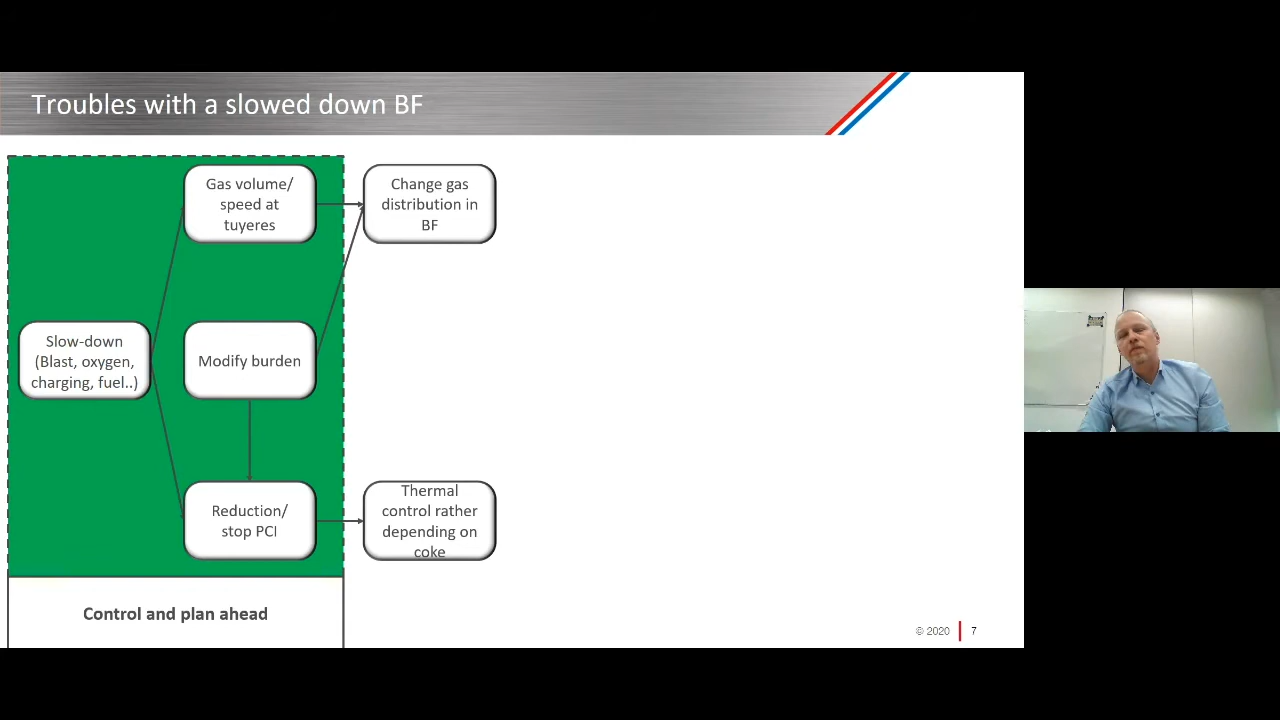 Troubles with a slowed down BF
Gas volume/
speed at
tuyeres
Change gas
distribution in
BF
Slow-down
(Blast, oxygen,
charging, fuel..)
Modify burden
Reduction/
stop PCI
Thermal
control rather
depending on
coke
Control and plan ahead
© 2020
7